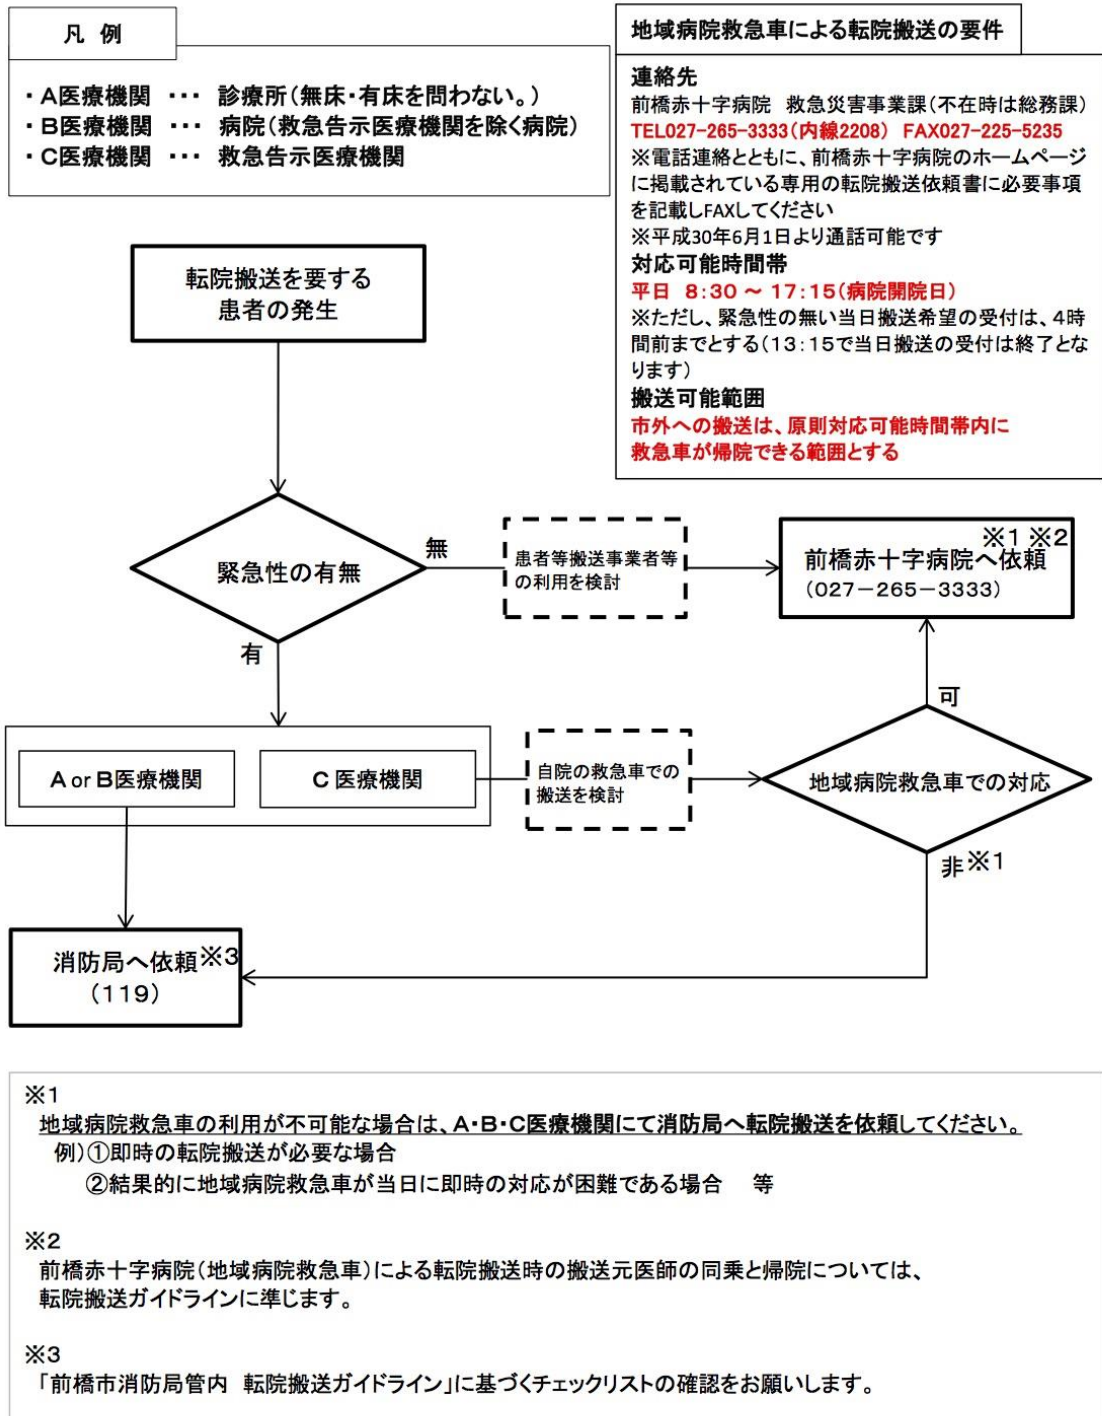 凡 例
・A医療機関 ・・・ 診療所(無床・有床を問わない。)
・B医療機関 ・・・ 病院(救急告示医療機関を除く病院)
・C医療機関 ・・・ 救急告示医療機関
地域病院救急車による転院搬送の要件
連絡先
前橋赤十字病院 救急災害事業課(不在時は総務課)
TEL027-265-3333(内線2208) FAX027-225-5235
※電話連絡とともに、前橋赤十字病院のホームページ
に掲載されている専用の転院搬送依頼書に必要事項
を記載しFAXしてください
※平成30年6月1日より通話可能です
対応可能時間帯
平日 8:30 ~ 17:15(病院開院日)
※ただし、緊急性の無い当日搬送希望の受付は、4時
間前までとする(13:15で当日搬送の受付は終了とな
ります)
搬送可能範囲
市外への搬送は、原則対応可能時間帯内に
救急車が帰院できる範囲とする
転院搬送を要する
患者の発生
緊急性の有無
無
患者等搬送事業者等
の利用を検討
※1 ※2
前橋赤十字病院へ依頼
(027-265-3333)
有
可
A or B医療機関
C 医療機関
自院の救急車での
搬送を検討
地域病院救急車での対応
非※1
消防局へ依頼※3
(119)
※1
地域病院救急車の利用が不可能な場合は、A・B・C医療機関にて消防局へ転院搬送を依頼してください。
例)①即時の転院搬送が必要な場合
②結果的に地域病院救急車が当日に即時の対応が困難である場合 等
※2
前橋赤十字病院(地域病院救急車)による転院搬送時の搬送元医師の同乗と帰院については、
転院搬送ガイドラインに準じます。
※3
「前橋市消防局管内 転院搬送ガイドライン」に基づくチェックリストの確認をお願いします。